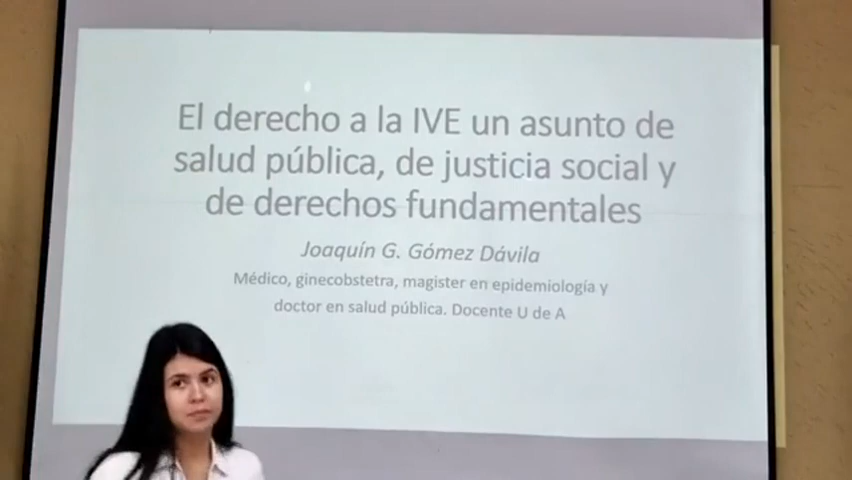 El derecho a la IVE un asunto de
salud pública, de justicia social y
de derechos fundamentales
Joaquín G. Gómez Dávila
Médico, ginecobstetra, magister en epidemiología y
doctor en salud pública. Docente U de A